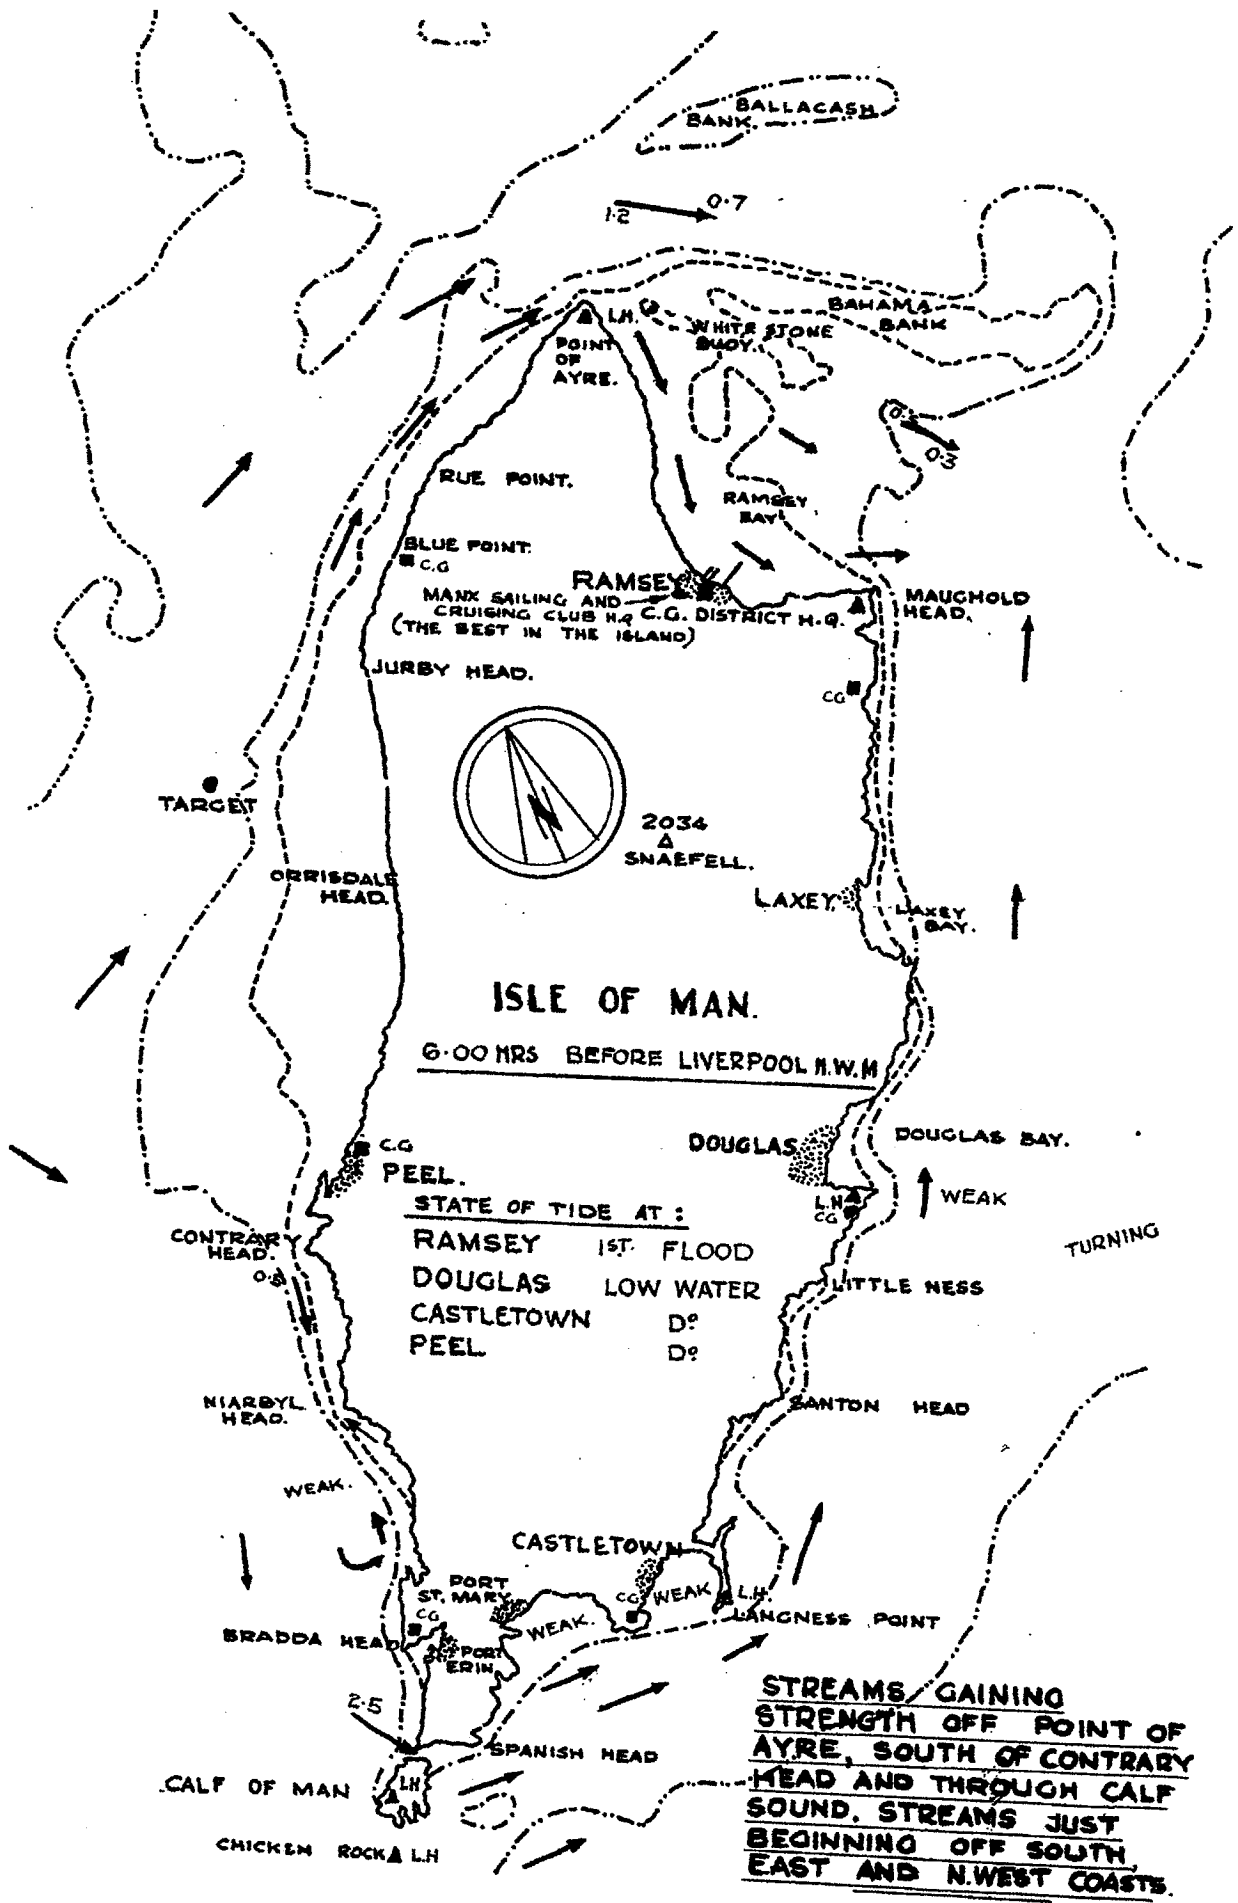 BALLACASH
BANK.
1.2
0.7
BAHAMA
BANK
L.H.
WHITE STONE
BUOY.
POINT
OF
AYRE.
0.3
RUE POINT.
RAMSEY
BAY
BLUE POINT.
C.G
RAMSEY
MANX SAILING AND
CRUISING CLUB H.Q
(THE BEST IN THE ISLAND)
C.G. DISTRICT H.Q.
MAUGHOLD
HEAD.
JURBY HEAD.
CG
N
TARGET
2034
SNAEFELL.
ORRISDALE
HEAD.
LAXEY.
LAXEY
BAY.
ISLE OF MAN.
6.00 HRS BEFORE LIVERPOOL H.W.M
C.G
PEEL.
DOUGLAS
DOUGLAS BAY.
L.H
CG
WEAK
TURNING
STATE OF TIDE AT :
RAMSEY 1ST. FLOOD
DOUGLAS LOW WATER
CASTLETOWN Do
PEEL. Do
CONTRARY
HEAD.
LITTLE NESS
NIARBYL
HEAD.
SANTON HEAD
WEAK.
CASTLETOWN
PORT
ST. MARY
CG
CG
WEAK
L.H.
LANGNESS POINT
WEAK.
BRADDA HEAD
PORT
ERIN
2.5
SPANISH HEAD
CALF OF MAN
LH
CHICKEN ROCK L.H
STREAMS GAINING
STRENGTH OFF POINT OF
AYRE, SOUTH OF CONTRARY
HEAD AND THROUGH CALF
SOUND. STREAMS JUST
BEGINNING OFF SOUTH,
EAST AND N.WEST COASTS.